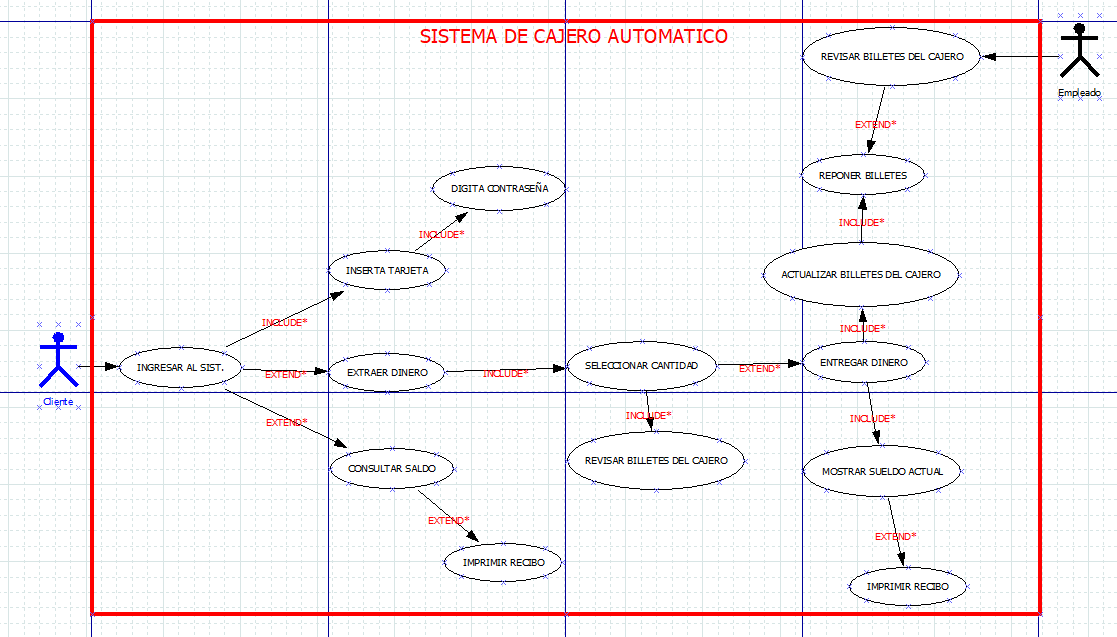 SISTEMA DE CAJERO AUTOMATICO
REVISAR BILLETES DEL CAJERO
Empleado
EXTEND*
REPONER BILLETES
DIGITA CONTRASEÑA
INCLUDE*
INCLUDE*
INSERTA TARJETA
ACTUALIZAR BILLETES DEL CAJERO
INCLUDE*
INCLUDE*
INGRESAR AL SIST.
EXTEND*
EXTRAER DINERO
INCLUDE*
SELECCIONAR CANTIDAD
EXTEND*
ENTREGAR DINERO
Cliente
EXTEND*
INCLUDE*
INCLUDE*
CONSULTAR SALDO
REVISAR BILLETES DEL CAJERO
MOSTRAR SUELDO ACTUAL
EXTEND*
EXTEND*
IMPRIMIR RECIBO
IMPRIMIR RECIBO